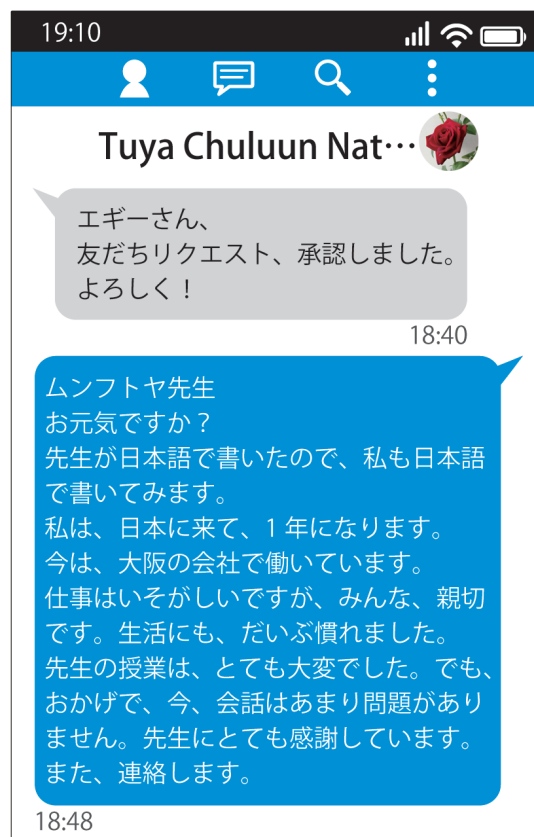 19:10
Tuya Chuluun Nat…
エギーさん、
友だちリクエスト、承認しました。
よろしく！
18:40
ムンフトヤ先生
お元気ですか？
先生が日本語で書いたので、私も日本語
で書いてみます。
私は、日本に来て、1 年になります。
今は、大阪の会社で働いています。
仕事はいそがしいですが、みんな、親切
です。生活にも、だいぶ慣れました。
先生の授業は、とても大変でした。でも、
おかげで、今、会話はあまり問題があり
ません。先生にとても感謝しています。
また、連絡します。
18:48